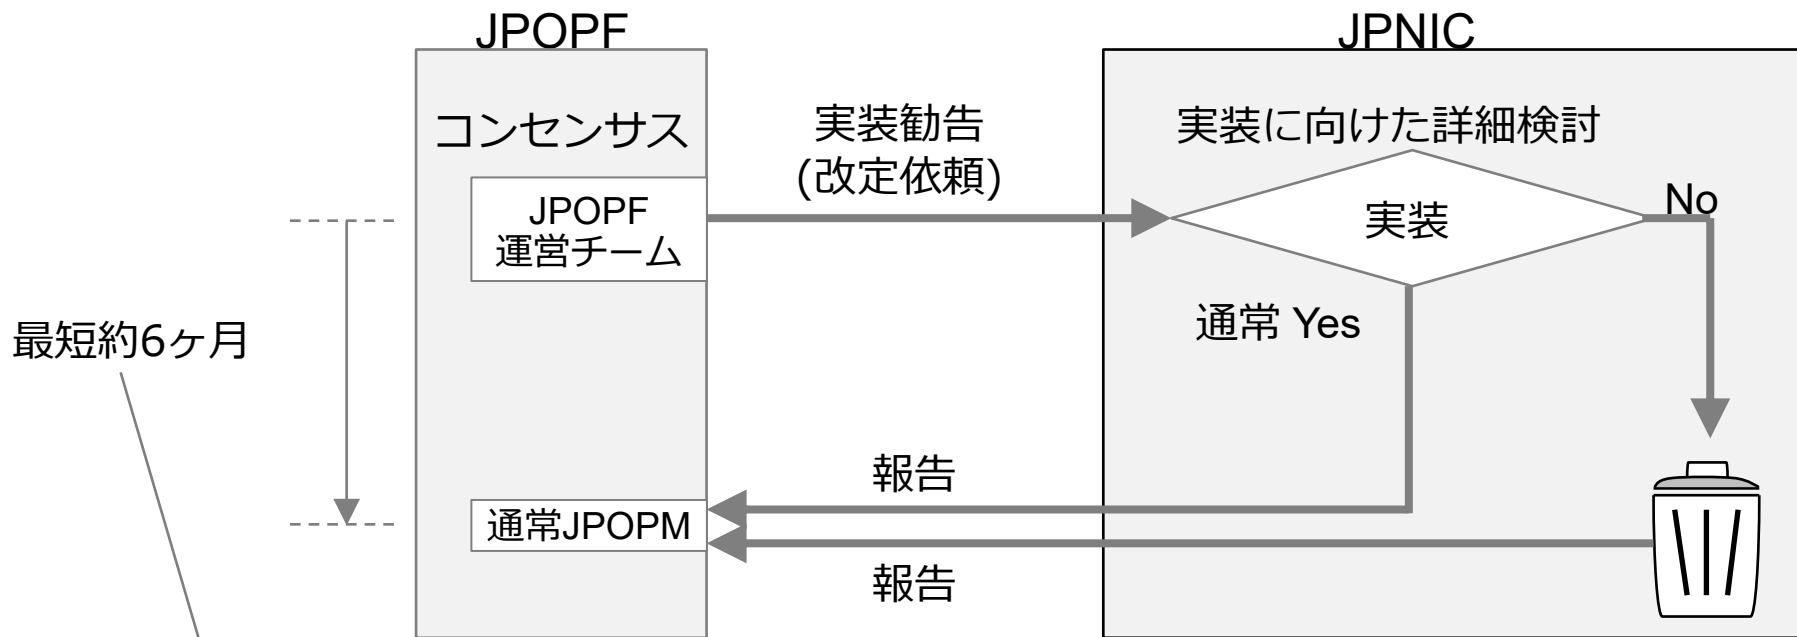 JPOPF
JPNIC
コンセンサス
実装勧告
(改定依頼)
実装に向けた詳細検討
JPOPF
運営チーム
実装
No
通常 Yes
最短約6ヶ月
報告
通常JPOPM
報告